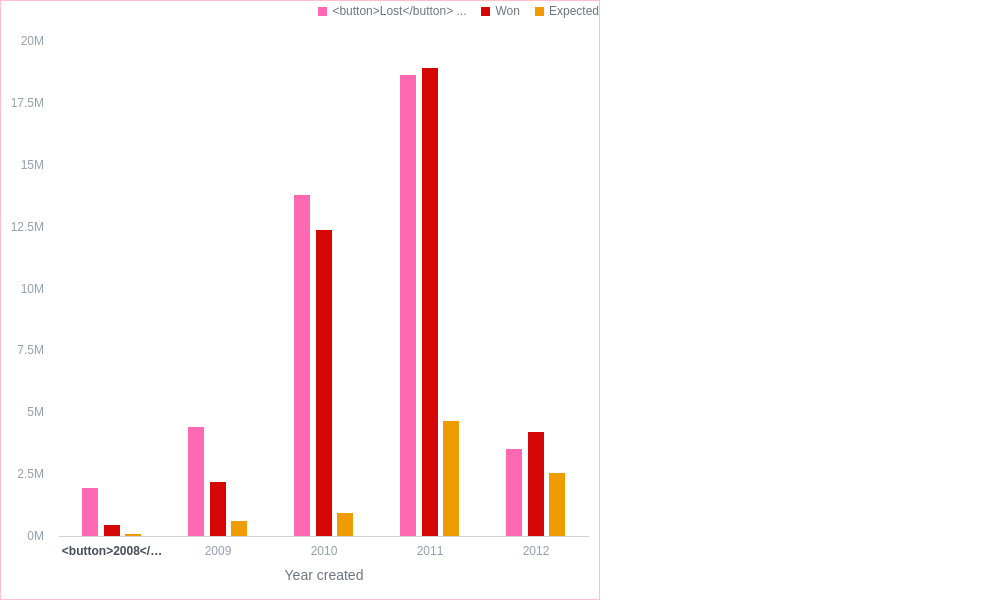 <button>Lost</button> ... Won Expected
20M
17.5M
15M
12.5M
10M
7.5M
5M
2.5M
0M
<button>2008</… 2009 2010 2011 2012
Year created